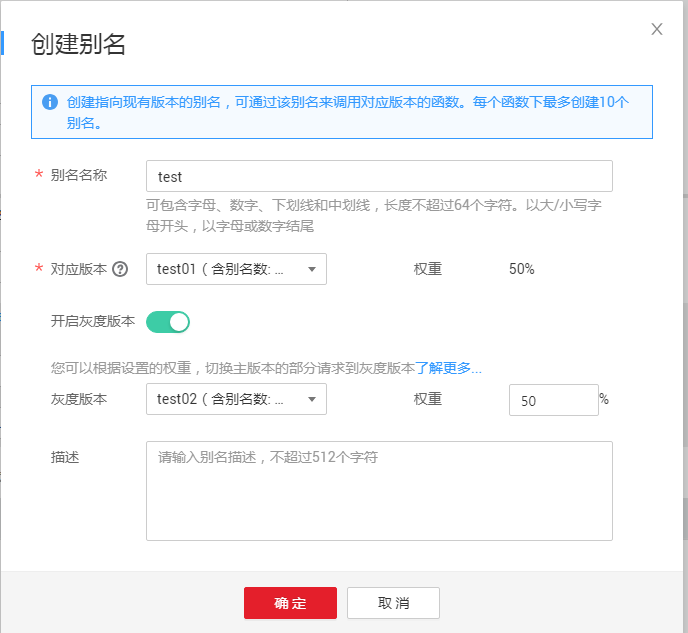 创建别名
创建指向现有版本的别名，可通过该别名来调用对应版本的函数。每个函数下最多创建10个
别名。
* 别名名称 test
可包含字母、数字、下划线和中划线，长度不超过64个字符。以大/小写字
母开头，以字母或数字结尾
* 对应版本 test01（含别名数: ... 权重 50%
开启灰度版本
您可以根据设置的权重，切换主版本的部分请求到灰度版本了解更多...
灰度版本 test02（含别名数: ... 权重 50 %
描述 请输入别名描述，不超过512个字符
确定 取消